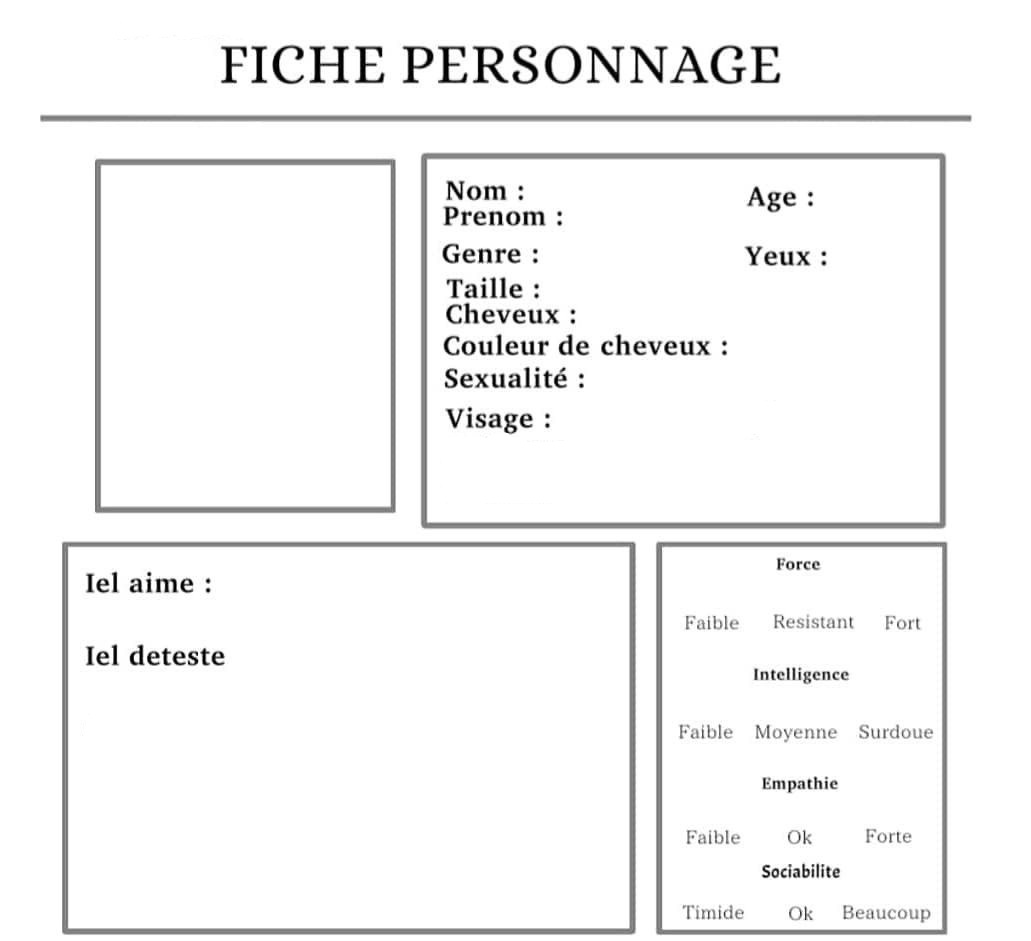 FICHE PERSONNAGE
Nom :
Prenom :
Age :
Genre :
Yeux :
Taille :
Cheveux :
Couleur de cheveux :
Sexualité :
Visage :
Iel aime :
Iel deteste
Force
Faible Resistant Fort
Intelligence
Faible Moyenne Surdoue
Empathie
Faible Ok Forte
Sociabilite
Timide Ok Beaucoup